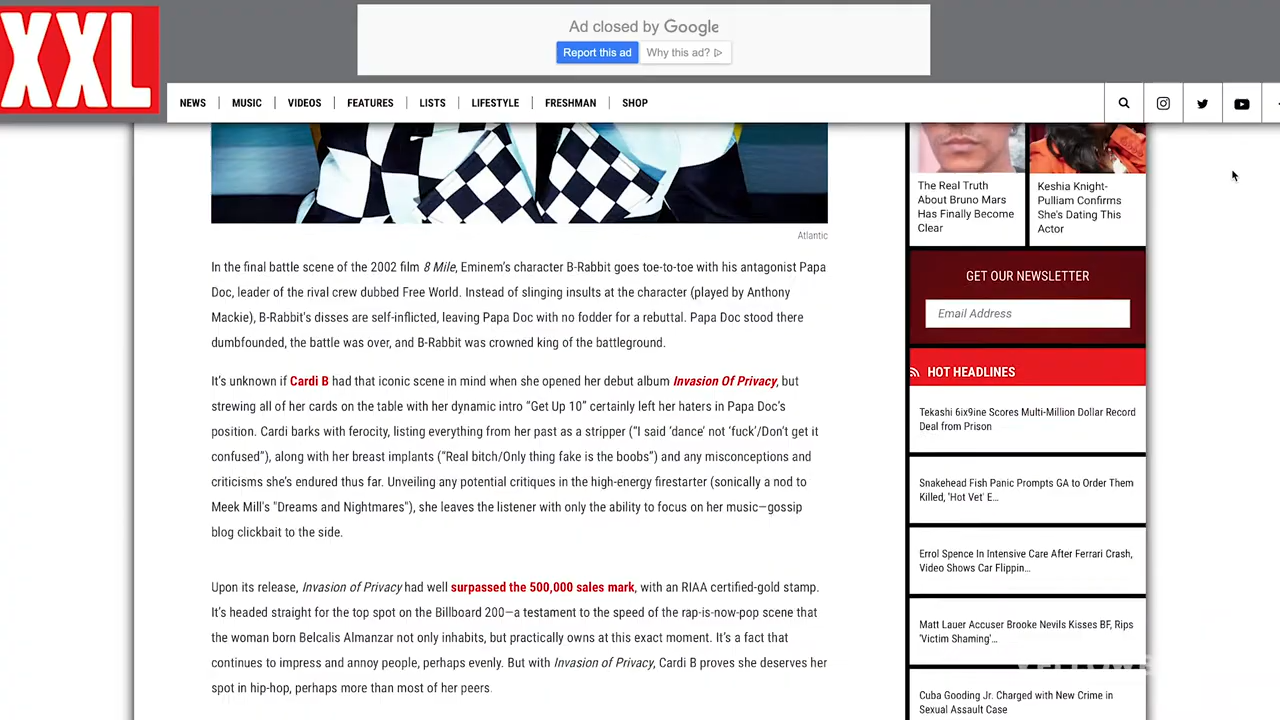 XXL
Ad closed by Google
Report this ad
Why this ad?
NEWS
MUSIC
VIDEOS
FEATURES
LISTS
LIFESTYLE
FRESHMAN
SHOP
Atlantic
In the final battle scene of the 2002 film 8 Mile, Eminem's character B-Rabbit goes toe-to-toe with his antagonist Papa
Doc, leader of the rival crew dubbed Free World. Instead of slinging insults at the character (played by Anthony
Mackie), B-Rabbit's disses are self-inflicted, leaving Papa Doc with no fodder for a rebuttal. Papa Doc stood there
dumbfounded, the battle was over, and B-Rabbit was crowned king of the battleground.
It's unknown if Cardi B had that iconic scene in mind when she opened her debut album Invasion Of Privacy, but
strewing all of her cards on the table with her dynamic intro “Get Up 10” certainly left her haters in Papa Doc's
position. Cardi barks with ferocity, listing everything from her past as a stripper (“I said ‘dance’ not ‘fuck’/Don’t get it
confused”), along with her breast implants (“Real bitch/Only thing fake is the boobs”) and any misconceptions and
criticisms she's endured thus far. Unveiling any potential critiques in the high-energy firestarter (sonically a nod to
Meek Mill's "Dreams and Nightmares"), she leaves the listener with only the ability to focus on her music—gossip
blog clickbait to the side.
Upon its release, Invasion of Privacy had well surpassed the 500,000 sales mark, with an RIAA certified-gold stamp.
It's headed straight for the top spot on the Billboard 200—a testament to the speed of the rap-is-now-pop scene that
the woman born Belcalis Almanzar not only inhabits, but practically owns at this exact moment. It's a fact that
continues to impress and annoy people, perhaps evenly. But with Invasion of Privacy, Cardi B proves she deserves her
spot in hip-hop, perhaps more than most of her peers.
The Real Truth
About Bruno Mars
Has Finally Become
Clear
Keshia Knight-
Pulliam Confirms
She's Dating This
Actor
GET OUR NEWSLETTER
Email Address
HOT HEADLINES
Tekashi 6ix9ine Scores Multi-Million Dollar Record
Deal from Prison
Snakehead Fish Panic Prompts GA to Order Them
Killed, 'Hot Vet' E...
Errol Spence In Intensive Care After Ferrari Crash,
Video Shows Car Flippin...
Matt Lauer Accuser Brooke Nevils Kisses BF, Rips
'Victim Shaming'...
Cuba Gooding Jr. Charged with New Crime in
Sexual Assault Case